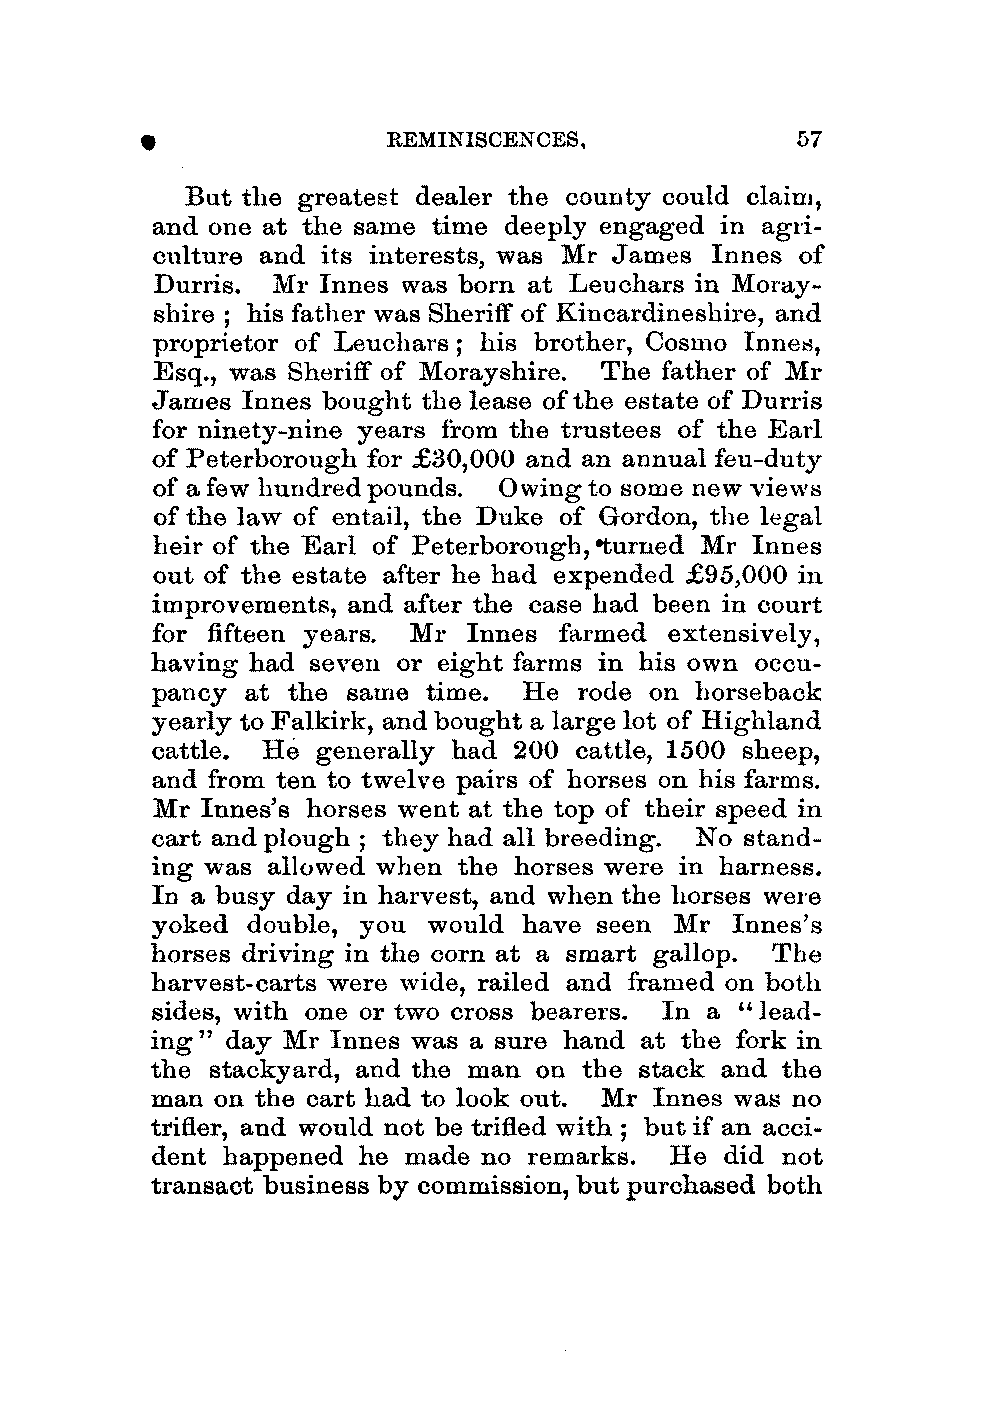 REMINISCENCES. 57
But the greatest dealer the county could claim,
and one at the same time deeply engaged in agri-
culture and its interests, was Mr James Innes of
Durris. Mr Innes was born at Leuchars in Moray-
shire ; his father was Sheriff of Kincardineshire, and
proprietor of Leuchars ; his brother, Cosmo Innes,
Esq., was Sheriff of Morayshire. The father of Mr
James Innes bought the lease of the estate of Durris
for ninety-nine years from the trustees of the Earl
of Peterborough for £30,000 and an annual feu-duty
of a few hundred pounds. Owing to some new views
of the law of entail, the Duke of Gordon, the legal
heir of the Earl of Peterborough, turned Mr Innes
out of the estate after he had expended £95,000 in
improvements, and after the case had been in court
for fifteen years. Mr Innes farmed extensively,
having had seven or eight farms in his own occu-
pancy at the same time. He rode on horseback
yearly to Falkirk, and bought a large lot of Highland
cattle. He generally had 200 cattle, 1500 sheep,
and from ten to twelve pairs of horses on his farms.
Mr Innes's horses went at the top of their speed in
cart and plough ; they had all breeding. No stand-
ing was allowed when the horses were in harness.
In a busy day in harvest, and when the horses were
yoked double, you would have seen Mr Innes's
horses driving in the corn at a smart gallop. The
harvest-carts were wide, railed and framed on both
sides, with one or two cross bearers. In a "lead-
ing" day Mr Innes was a sure hand at the fork in
the stackyard, and the man on the stack and the
man on the cart had to look out. Mr Innes was no
trifler, and would not be trifled with ; but if an acci-
dent happened he made no remarks. He did not
transact business by commission, but purchased both